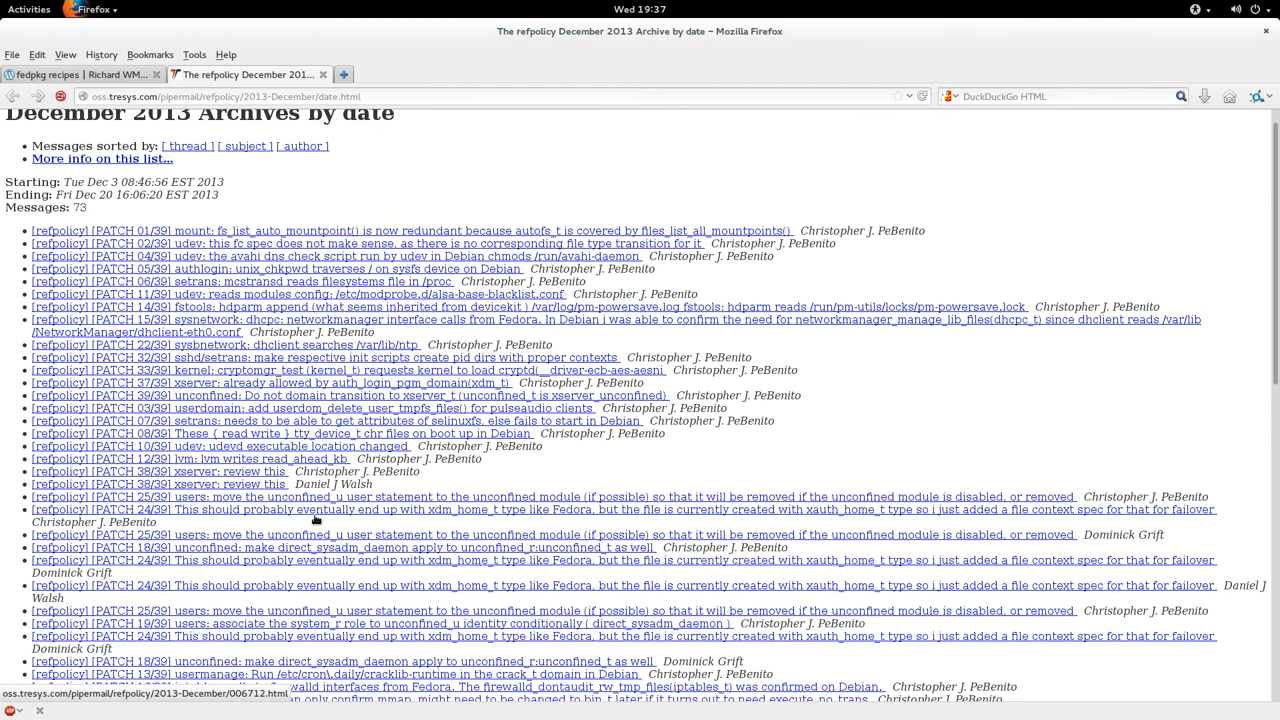 Activities Firefox Wed 19:37
The refpolicy December 2013 Archive by date – Mozilla Firefox
File Edit View History Bookmarks Tools Help
fedpkg recipes | Richard WM... The refpolicy December 201...
oss.tresys.com/pipermail/refpolicy/2013-December/date.html DuckDuckGo HTML
December 2013 Archives by date
Messages sorted by: [ thread ] [ subject ] [ author ]
More info on this list...
Starting: Tue Dec 3 08:46:56 EST 2013
Ending: Fri Dec 20 16:06:20 EST 2013
Messages: 73
[refpolicy] [PATCH 01/39] mount: fs_list_auto_mountpoint() is now redundant because autofs_t is covered by files_list_all_mountpoints() Christopher J. PeBenito
[refpolicy] [PATCH 02/39] udev: this fc spec does not make sense, as there is no corresponding file type transition for it Christopher J. PeBenito
[refpolicy] [PATCH 04/39] udev: the avahi dns check script run by udev in Debian chmods /run/avahi-daemon Christopher J. PeBenito
[refpolicy] [PATCH 05/39] authlogin: unix_chkpwd traverses / on sysfs device on Debian Christopher J. PeBenito
[refpolicy] [PATCH 06/39] setrans: mcstransd reads filesystems file in /proc Christopher J. PeBenito
[refpolicy] [PATCH 11/39] udev: reads modules config: /etc/modprobe.d/alsa-base-blacklist.conf Christopher J. PeBenito
[refpolicy] [PATCH 14/39] fstools: hdparm append (what seems inherited from devicekit ) /var/log/pm-powersave.log fstools: hdparm reads /run/pm-utils/locks/pm-powersave.lock Christopher J. PeBenito
[refpolicy] [PATCH 15/39] sysnetwork: dhcpc: networkmanager interface calls from Fedora. In Debian i was able to confirm the need for networkmanager_manage_lib_files(dhcpc_t) since dhclient reads /var/lib
/NetworkManager/dhclient-eth0.conf Christopher J. PeBenito
[refpolicy] [PATCH 22/39] sysbnetwork: dhclient searches /var/lib/ntp Christopher J. PeBenito
[refpolicy] [PATCH 32/39] sshd/setrans: make respective init scripts create pid dirs with proper contexts Christopher J. PeBenito
[refpolicy] [PATCH 33/39] kernel: cryptomgr_test (kernel_t) requests kernel to load cryptd(__driver-ecb-aes-aesni Christopher J. PeBenito
[refpolicy] [PATCH 37/39] xserver: already allowed by auth_login_pgm_domain(xdm_t) Christopher J. PeBenito
[refpolicy] [PATCH 39/39] unconfined: Do not domain transition to xserver_t (unconfined_t is xserver_unconfined) Christopher J. PeBenito
[refpolicy] [PATCH 03/39] userdomain: add userdom_delete_user_tmpfs_files() for pulseaudio clients Christopher J. PeBenito
[refpolicy] [PATCH 07/39] setrans: needs to be able to get attributes of selinuxfs, else fails to start in Debian Christopher J. PeBenito
[refpolicy] [PATCH 08/39] These { read write } tty_device_t chr files on boot up in Debian Christopher J. PeBenito
[refpolicy] [PATCH 10/39] udev: udevd executable location changed Christopher J. PeBenito
[refpolicy] [PATCH 12/39] lvm: lvm writes read_ahead_kb Christopher J. PeBenito
[refpolicy] [PATCH 38/39] xserver: review this Christopher J. PeBenito
[refpolicy] [PATCH 38/39] xserver: review this Daniel J Walsh
[refpolicy] [PATCH 25/39] users: move the unconfined_u user statement to the unconfined module (if possible) so that it will be removed if the unconfined module is disabled, or removed Christopher J. PeBenito
[refpolicy] [PATCH 24/39] This should probably eventually end up with xdm_home_t type like Fedora, but the file is currently created with xauth_home_t type so i just added a file context spec for that for failover
Christopher J. PeBenito
[refpolicy] [PATCH 25/39] users: move the unconfined_u user statement to the unconfined module (if possible) so that it will be removed if the unconfined module is disabled, or removed Dominick Grift
[refpolicy] [PATCH 18/39] unconfined: make direct_sysadm_daemon apply to unconfined_r:unconfined_t as well Christopher J. PeBenito
[refpolicy] [PATCH 24/39] This should probably eventually end up with xdm_home_t type like Fedora, but the file is currently created with xauth_home_t type so i just added a file context spec for that for failover
Dominick Grift
[refpolicy] [PATCH 24/39] This should probably eventually end up with xdm_home_t type like Fedora, but the file is currently created with xauth_home_t type so i just added a file context spec for that for failover Daniel J
Walsh
[refpolicy] [PATCH 25/39] users: move the unconfined_u user statement to the unconfined module (if possible) so that it will be removed if the unconfined module is disabled, or removed Christopher J. PeBenito
[refpolicy] [PATCH 19/39] users: associate the system_r role to unconfined_u identity conditionally ( direct_sysadm_daemon ) Christopher J. PeBenito
[refpolicy] [PATCH 24/39] This should probably eventually end up with xdm_home_t type like Fedora, but the file is currently created with xauth_home_t type so i just added a file context spec for that for failover
Dominick Grift
[refpolicy] [PATCH 18/39] unconfined: make direct_sysadm_daemon apply to unconfined_r:unconfined_t as well Dominick Grift
[refpolicy] [PATCH 13/39] usermanage: Run /etc/cron\.daily/cracklib-runtime in the crack_t domain in Debian Christopher J. PeBenito
firewalld interfaces from Fedora. The firewalld_dontaudit_rw_tmp_files(iptables_t) was confirmed on Debian. Christopher J. PeBenito
oss.tresys.com/pipermail/refpolicy/2013-December/006712.html an only confirm mmap, might need to be changed to bin_t later if it turns out to need execute_no_trans Christopher J. PeBenito